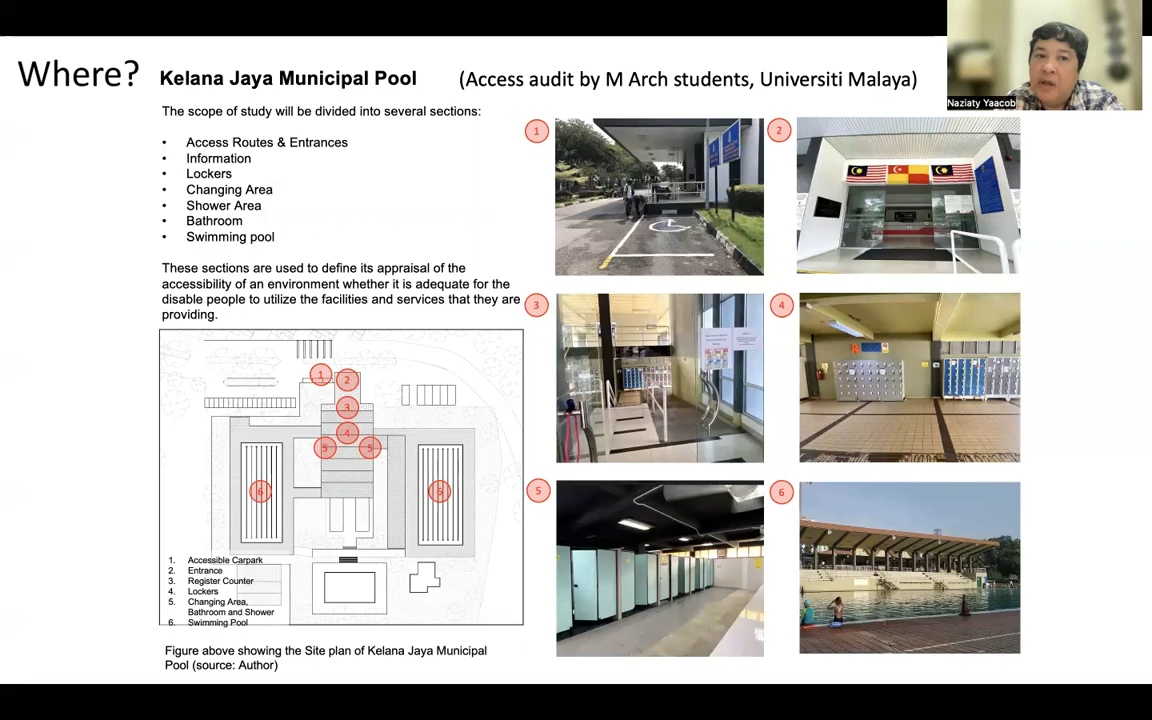 Where?
Kelana Jaya Municipal Pool
(Access audit by M Arch students, Universiti Malaya)
Naziaty Yaacob
The scope of study will be divided into several sections:
• Access Routes & Entrances
• Information
• Lockers
• Changing Area
• Shower Area
• Bathroom
• Swimming pool
These sections are used to define its appraisal of the
accessibility of an environment whether it is adequate for the
disable people to utilize the facilities and services that they are
providing.
1
2
3
4
5
6
1
2
3
4
5
5
6
6
1. Accessible Carpark
2. Entrance
3. Register Counter
4. Lockers
5. Changing Area,
Bathroom and Shower
6. Swimming Pool
Figure above showing the Site plan of Kelana Jaya Municipal
Pool (source: Author)